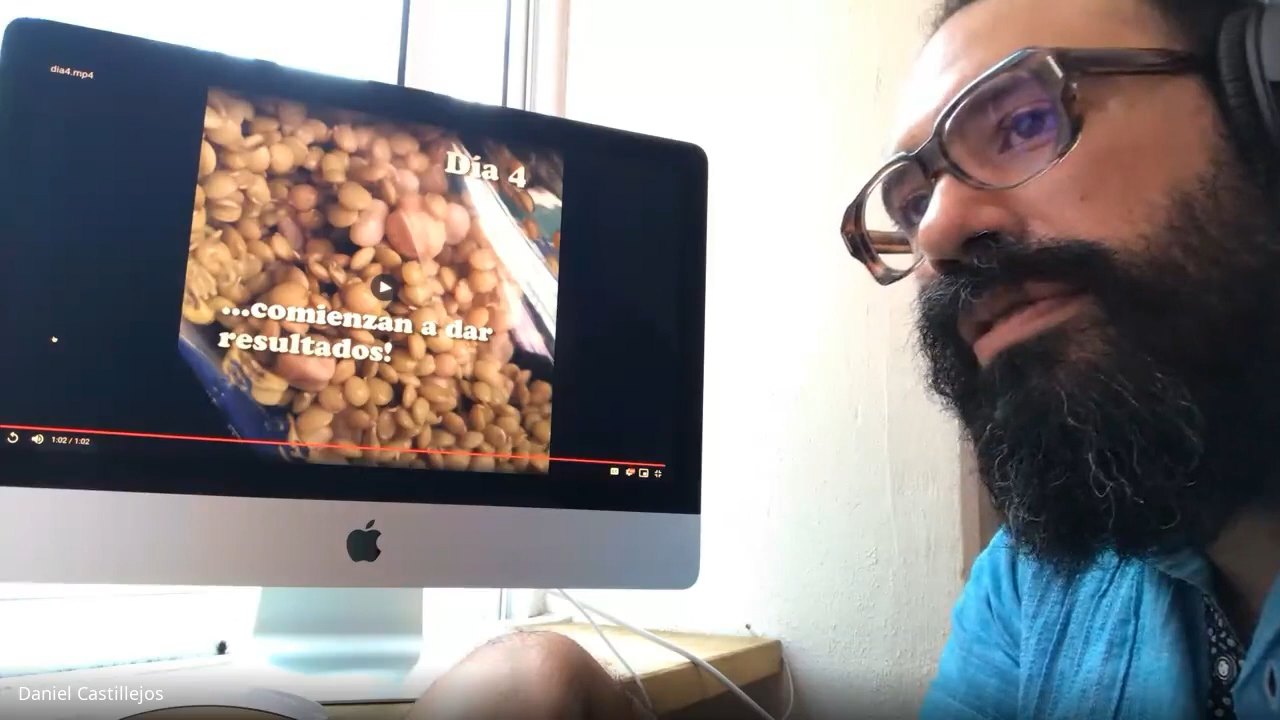 dia4.mp4
Día 4
...comienzan a dar
resultados!
1:02 / 1:02
Daniel Castillejos